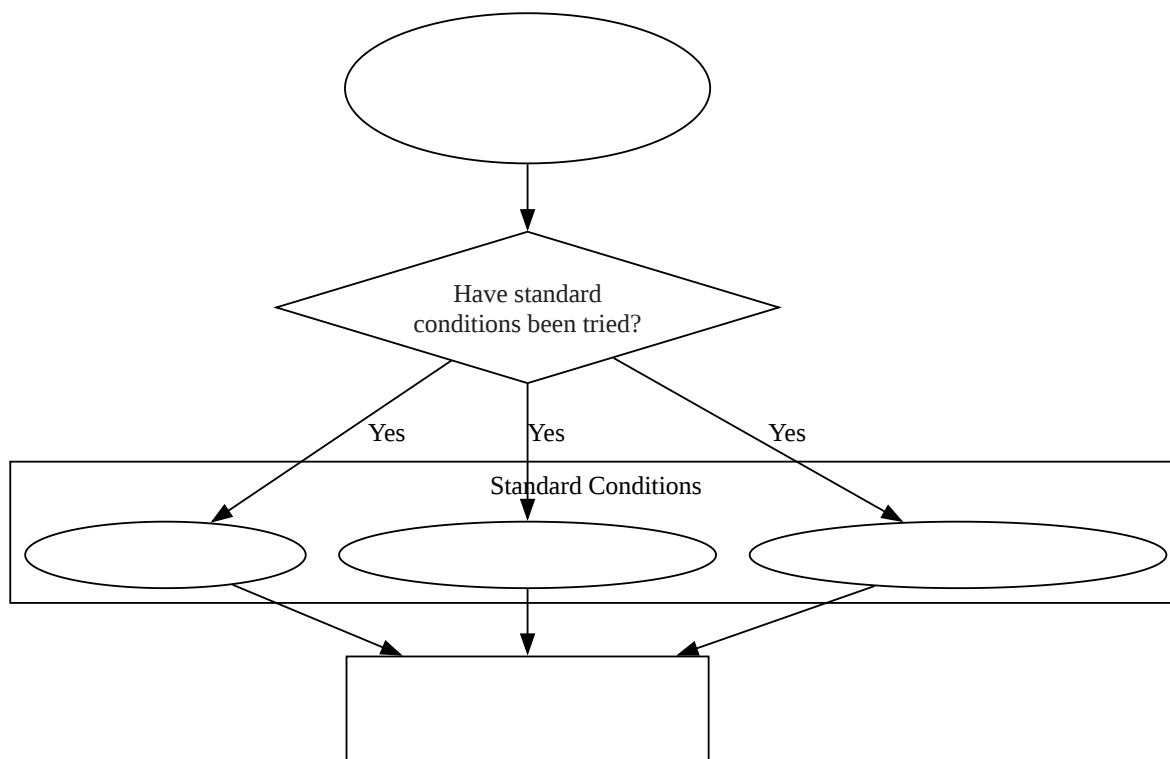 Have standard
conditions been tried?
Yes
Yes
Yes
Standard Conditions